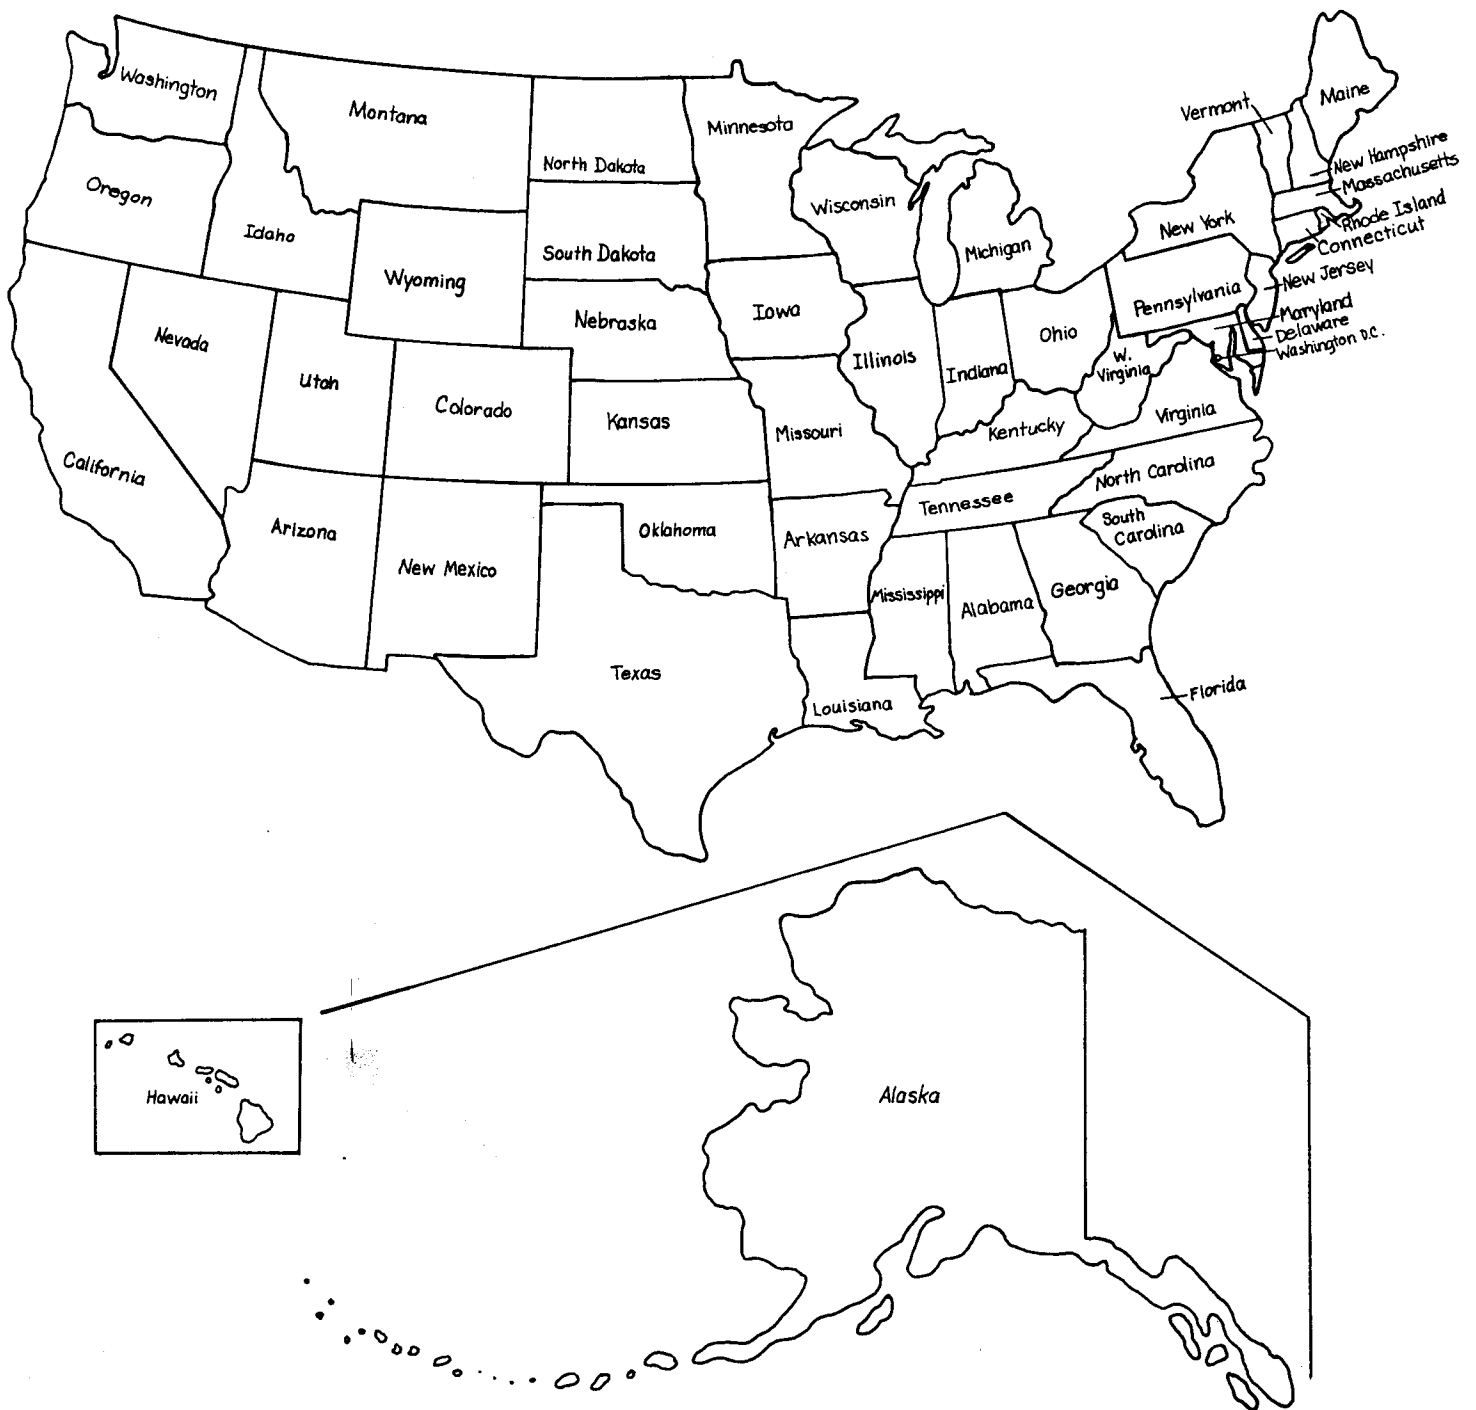 Washington
Montana
North Dakota
Minnesota
Vermont
Maine
Oregon
Idaho
Wyoming
South Dakota
Wisconsin
Michigan
New York
New Hampshire
Massachusetts
Rhode Island
Connecticut
New Jersey
Nevada
Utah
Colorado
Nebraska
Iowa
Illinois
Indiana
Ohio
Pennsylvania
Maryland
Delaware
Washington D.C.
W.
Virginia
Virginia
California
Arizona
New Mexico
Kansas
Missouri
Kentucky
Oklahoma
Arkansas
Tennessee
North Carolina
South
Carolina
Texas
Louisiana
Mississippi
Alabama
Georgia
Florida
Hawaii
Alaska